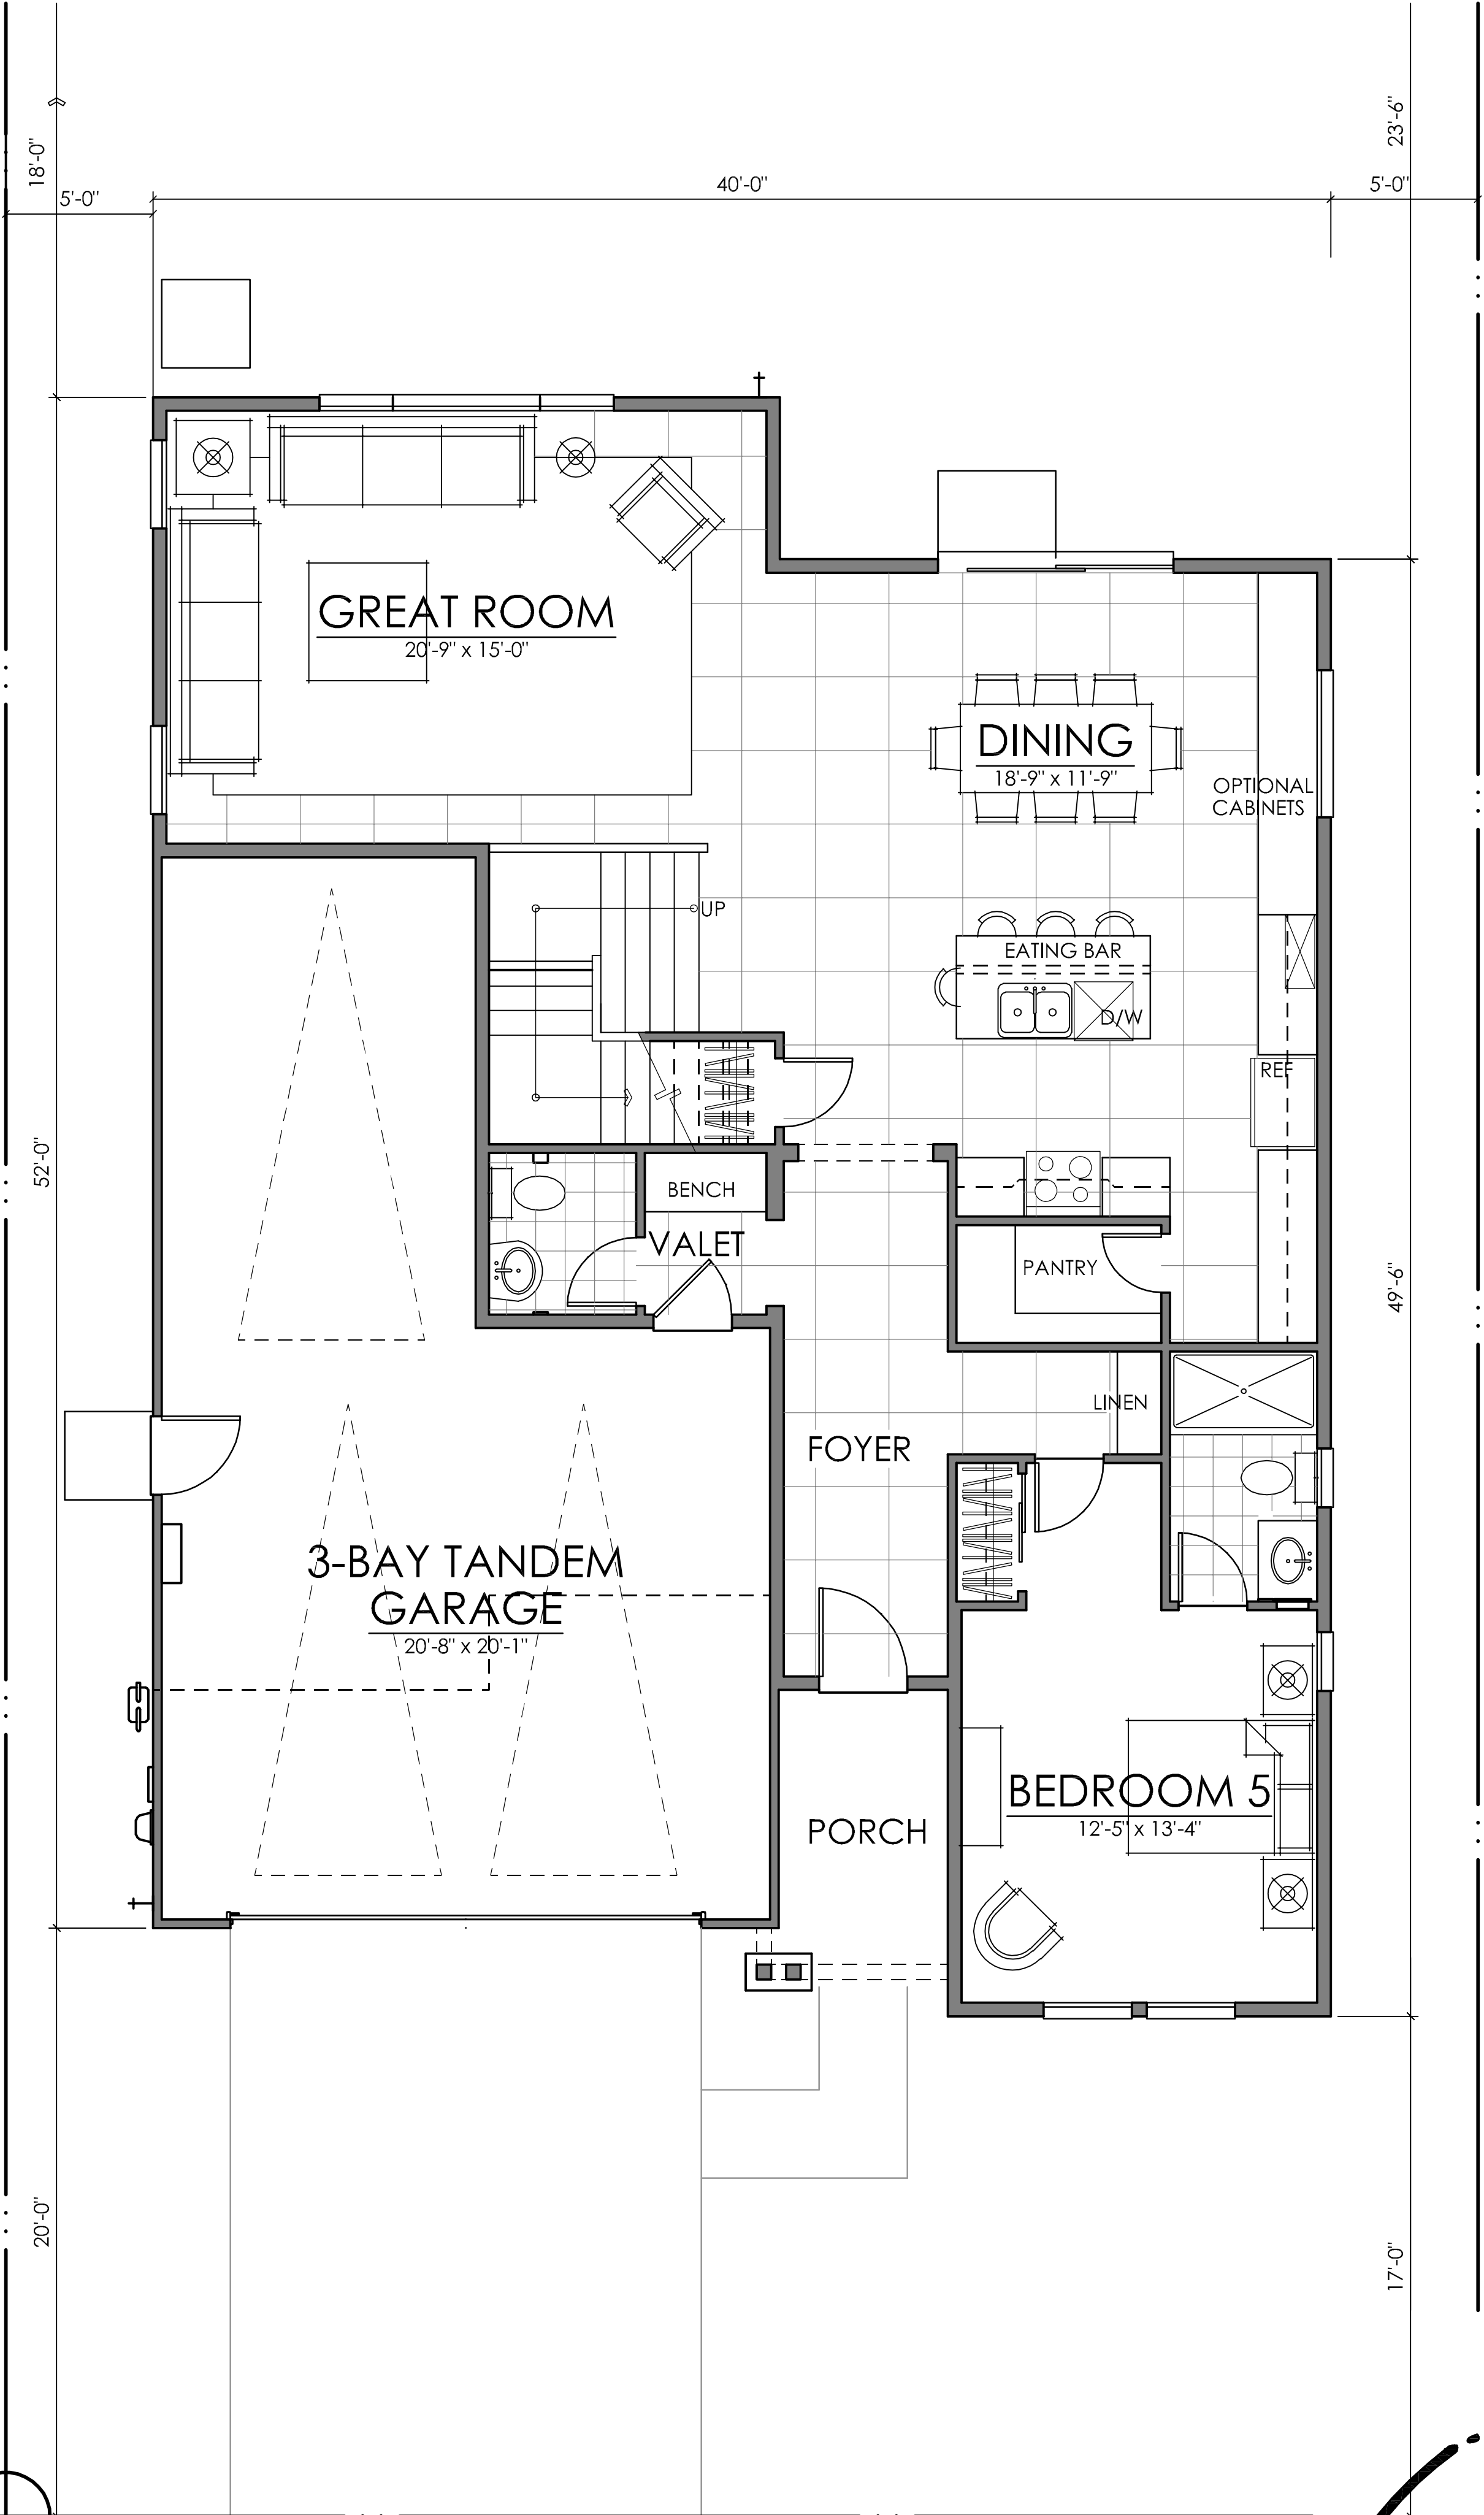 23'-6"
18'-0"
5'-0"
40'-0"
5'-0"
GREAT ROOM
20'-9" x 15'-0"
DINING
18'-9" x 11'-9"
OPTIONAL
CABINETS
UP
EATING BAR
D/W
REF
52'-0"
BENCH
VALET
PANTRY
49'-6"
LINEN
FOYER
3-BAY TANDEM
GARAGE
20'-8" x 20'-1"
BEDROOM 5
12'-5" x 13'-4"
PORCH
20'-0"
17'-0"